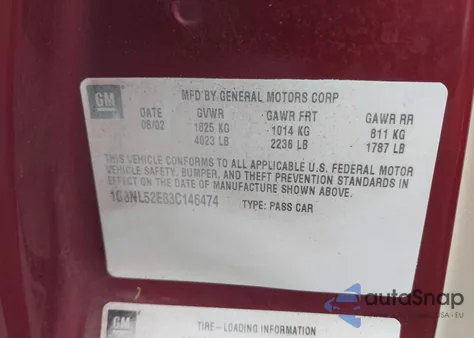 GM
MFD BY GENERAL MOTORS CORP
DATE GVWR GAWR FRT GAWR RR
08/02 1825 KG 1014 KG 811 KG
4023 LB 2236 LB 1787 LB
THIS VEHICLE CONFORMS TO ALL APPLICABLE U.S. FEDERAL MOTOR
VEHICLE SAFETY, BUMPER, AND THEFT PREVENTION STANDARDS IN
EFFECT ON THE DATE OF MANUFACTURE SHOWN ABOVE.
1G3NL52E83C146474 TYPE: PASS CAR
GM
TIRE-LOADING INFORMATION
autoSnap